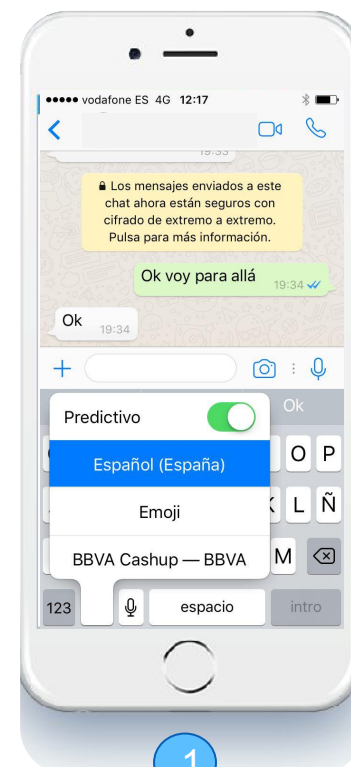 vodafone ES 4G 12:17
Los mensajes enviados a este
chat ahora están seguros con
cifrado de extremo a extremo.
Pulsa para más información.
Ok voy para allá 19:34
Ok 19:34
Predictivo
Ok
Español (España)
O P
Emoji
L Ñ
BBVA Cashup — BBVA
M
123 espacio intro
1